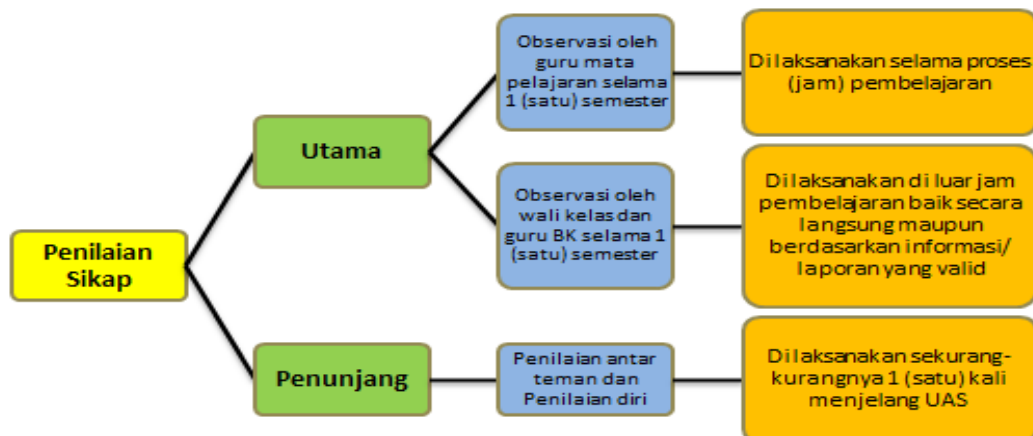 Penilaian
Sikap
Utama
Observasi oleh
guru mata
pelajaran selama
1 (satu) semester
Dilaksanakan selama proses
(jam) pembelajaran
Observasi oleh
wali kelas dan
guru BK selama 1
(satu) semester
Dilaksanakan di luar jam
pembelajaran baik secara
langsung maupun
berdasarkan informasi/
laporan yang valid
Penunjang
Penilaian antar
teman dan
Penilaian diri
Dilaksanakan sekurang-
kurangnya 1 (satu) kali
menjelang UAS